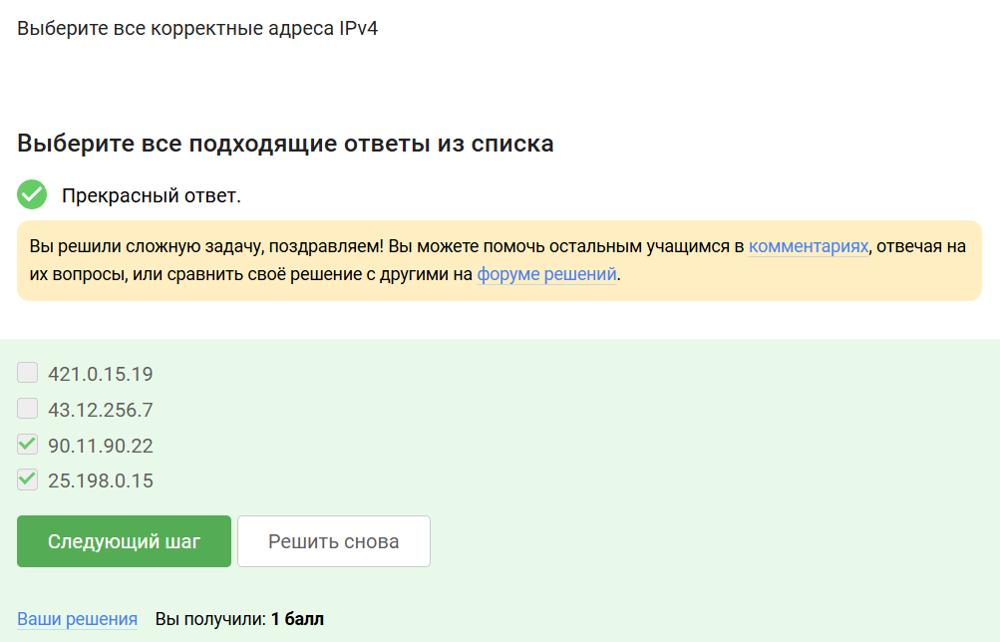 Выберите все корректные адреса IPv4
Выберите все подходящие ответы из списка
Прекрасный ответ.
Вы решили сложную задачу, поздравляем! Вы можете помочь остальным учащимся в комментариях, отвечая на
их вопросы, или сравнить своё решение с другими на форуме решений.
421.0.15.19
43.12.256.7
90.11.90.22
25.198.0.15
Следующий шаг Решить снова
Ваши решения Вы получили: 1 балл